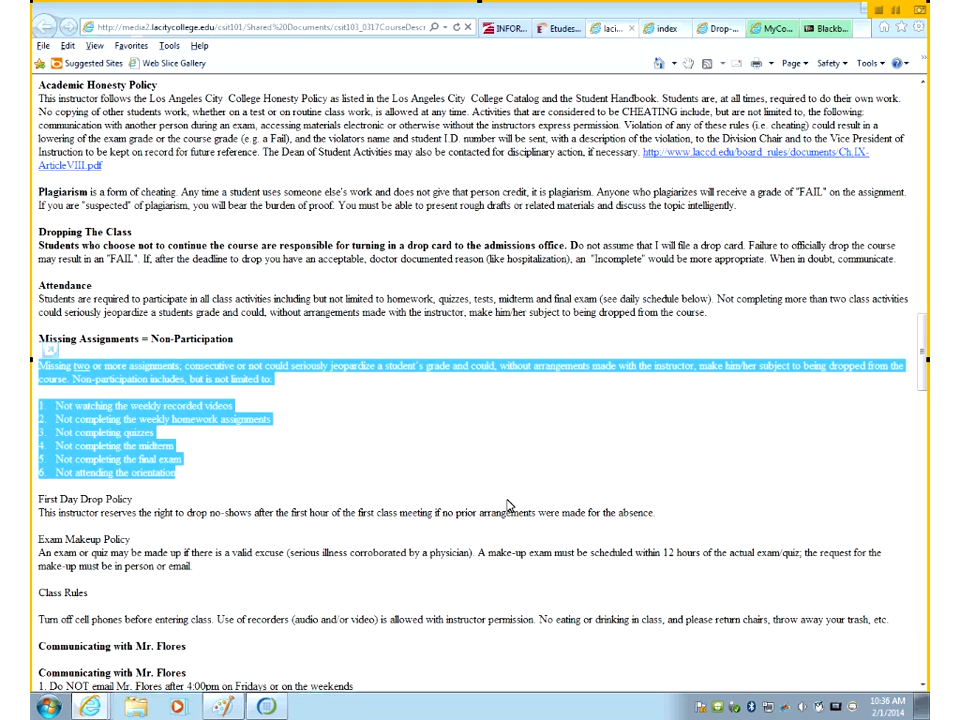 http://media2.lacitycollege.edu/csit101/Shared%20Documents/csit103_0317CourseDescr
INFOR...
Etudes...
laci...
index
Drop-...
MyCo...
Blackb...
File Edit View Favorites Tools Help
Suggested Sites Web Slice Gallery
Page Safety Tools
Academic Honesty Policy
This instructor follows the Los Angeles City College Honesty Policy as listed in the Los Angeles City College Catalog and the Student Handbook. Students are, at all times, required to do their own work.
No copying of other students work, whether on a test or on routine class work, is allowed at any time. Activities that are considered to be CHEATING include, but are not limited to, the following:
communication with another person during an exam, accessing materials electronic or otherwise without the instructors express permission. Violation of any of these rules (i.e. cheating) could result in a
lowering of the exam grade or the course grade (e.g. a Fail), and the violators name and student I.D. number will be sent, with a description of the violation, to the Division Chair and to the Vice President of
Instruction to be kept on record for future reference. The Dean of Student Activities may also be contacted for disciplinary action, if necessary. http://www.laccd.edu/board_rules/documents/Ch.IX-
ArticleVIII.pdf
Plagiarism is a form of cheating. Any time a student uses someone else's work and does not give that person credit, it is plagiarism. Anyone who plagiarizes will receive a grade of "FAIL" on the assignment.
If you are "suspected" of plagiarism, you will bear the burden of proof. You must be able to present rough drafts or related materials and discuss the topic intelligently.
Dropping The Class
Students who choose not to continue the course are responsible for turning in a drop card to the admissions office. Do not assume that I will file a drop card. Failure to officially drop the course
may result in an "FAIL". If, after the deadline to drop you have an acceptable, doctor documented reason (like hospitalization), an "Incomplete" would be more appropriate. When in doubt, communicate.
Attendance
Students are required to participate in all class activities including but not limited to homework, quizzes, tests, midterm and final exam (see daily schedule below). Not completing more than two class activities
could seriously jeopardize a students grade and could, without arrangements made with the instructor, make him/her subject to being dropped from the course.
Missing Assignments = Non-Participation
Missing two or more assignments; consecutive or not could seriously jeopardize a student's grade and could, without arrangements made with the instructor, make him/her subject to being dropped from the
course. Non-participation includes, but is not limited to:
1. Not watching the weekly recorded videos
2. Not completing the weekly homework assignments
3. Not completing quizzes
4. Not completing the midterm
5. Not completing the final exam
6. Not attending the orientation
First Day Drop Policy
This instructor reserves the right to drop no-shows after the first hour of the first class meeting if no prior arrangements were made for the absence.
Exam Makeup Policy
An exam or quiz may be made up if there is a valid excuse (serious illness corroborated by a physician). A make-up exam must be scheduled within 12 hours of the actual exam/quiz; the request for the
make-up must be in person or email.
Class Rules
Turn off cell phones before entering class. Use of recorders (audio and/or video) is allowed with instructor permission. No eating or drinking in class, and please return chairs, throw away your trash, etc.
Communicating with Mr. Flores
Communicating with Mr. Flores
1. Do NOT email Mr. Flores after 4:00pm on Fridays or on the weekends
10:36 AM
2/1/2014